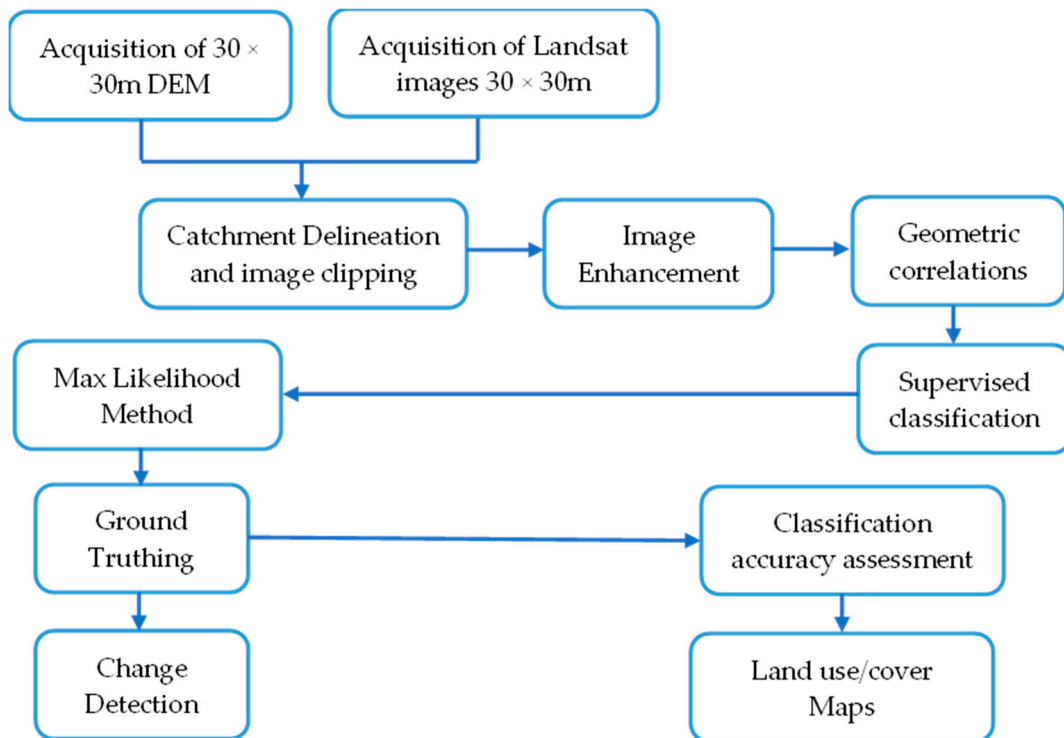 Acquisition of 30 ×
30m DEM
Acquisition of Landsat
images 30 × 30m
Catchment Delineation
and image clipping
Image
Enhancement
Geometric
correlations
Supervised
classification
Max Likelihood
Method
Ground
Truthing
Classification
accuracy assessment
Change
Detection
Land use/cover
Maps